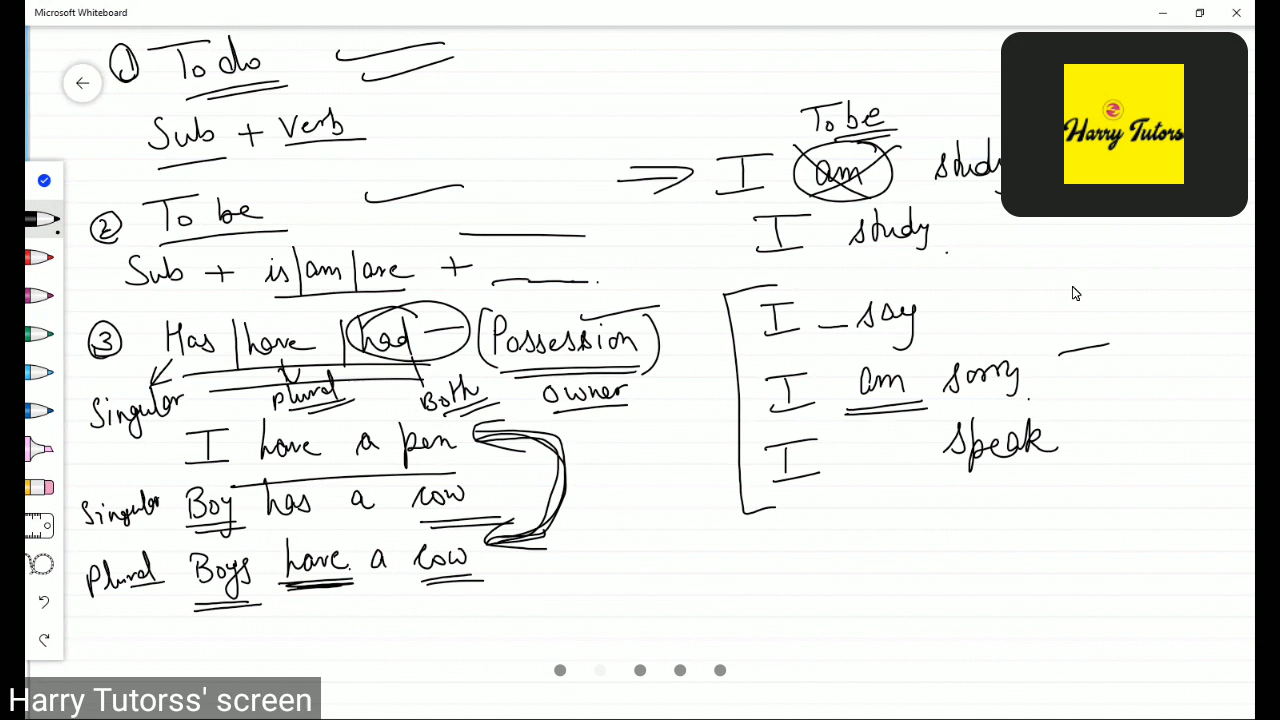 Microsoft Whiteboard
① To do
Sub + Verb
② To be
Sub + is|am|are +
③ Has|have|had — (Possession)
Singular Plural Both owner
I have a pen
Singular Boy has a cow
Plural Boys have a cow
To be
⇒ I am study
I study.
I – say
I am sorry.
I speak
Harry Tutors
Harry Tutorss' screen